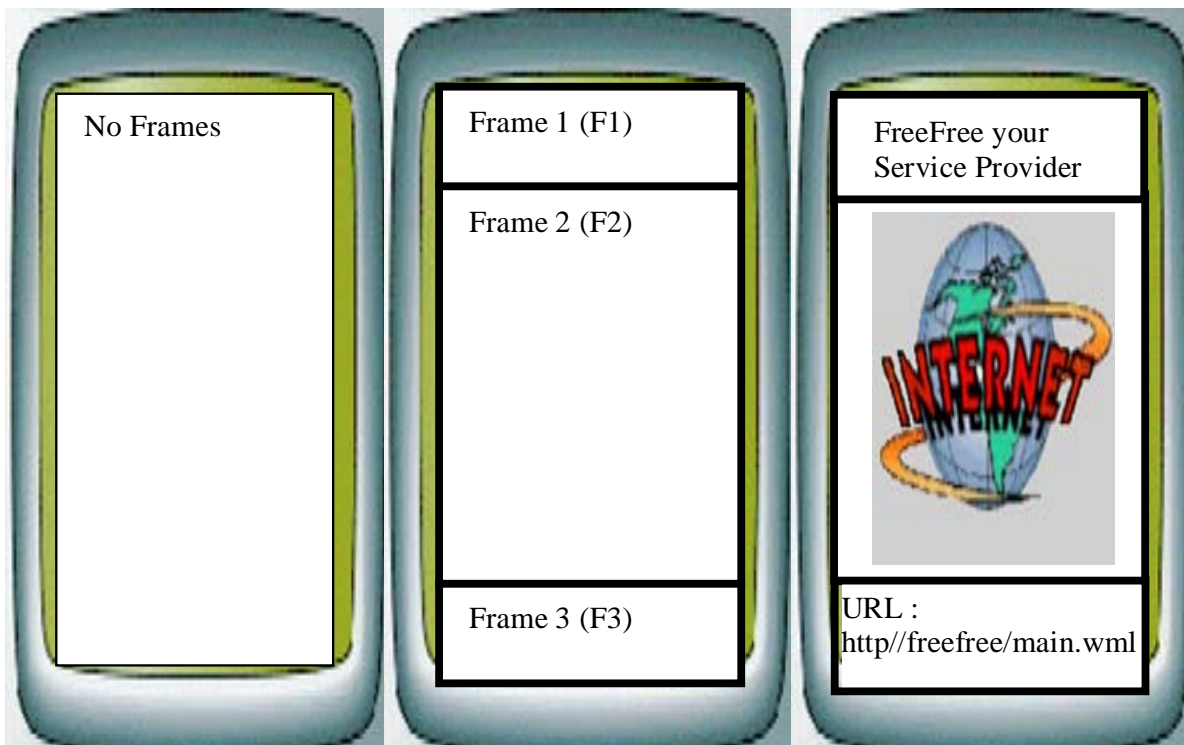 No Frames
Frame 1 (F1)
Frame 2 (F2)
Frame 3 (F3)
FreeFree your
Service Provider
INTERNET
URL :
http//freefree/main.wml